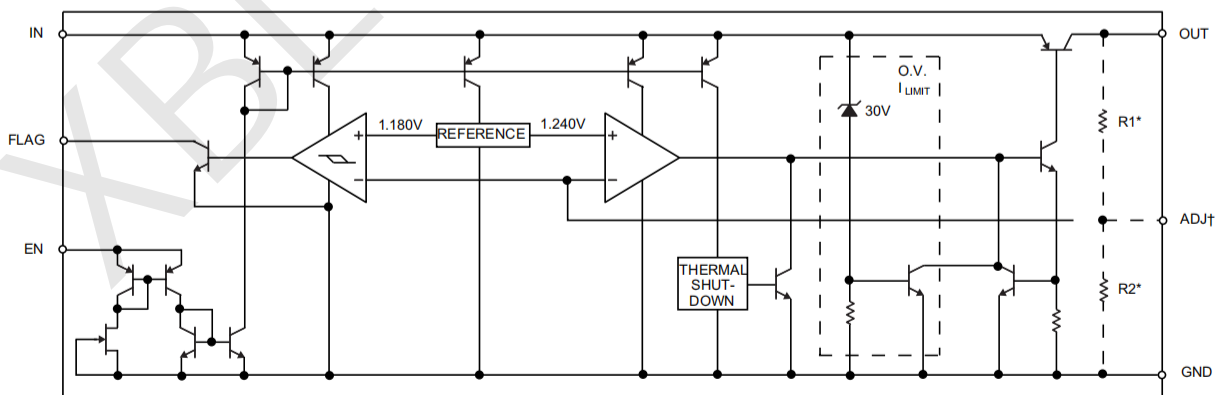 IN
OUT
O.V.
I LIMIT
30V
R1*
FLAG
1.180V
REFERENCE
1.240V
+
+
−
−
ADJ†
EN
THERMAL
SHUT-
DOWN
R2*
GND
XBL